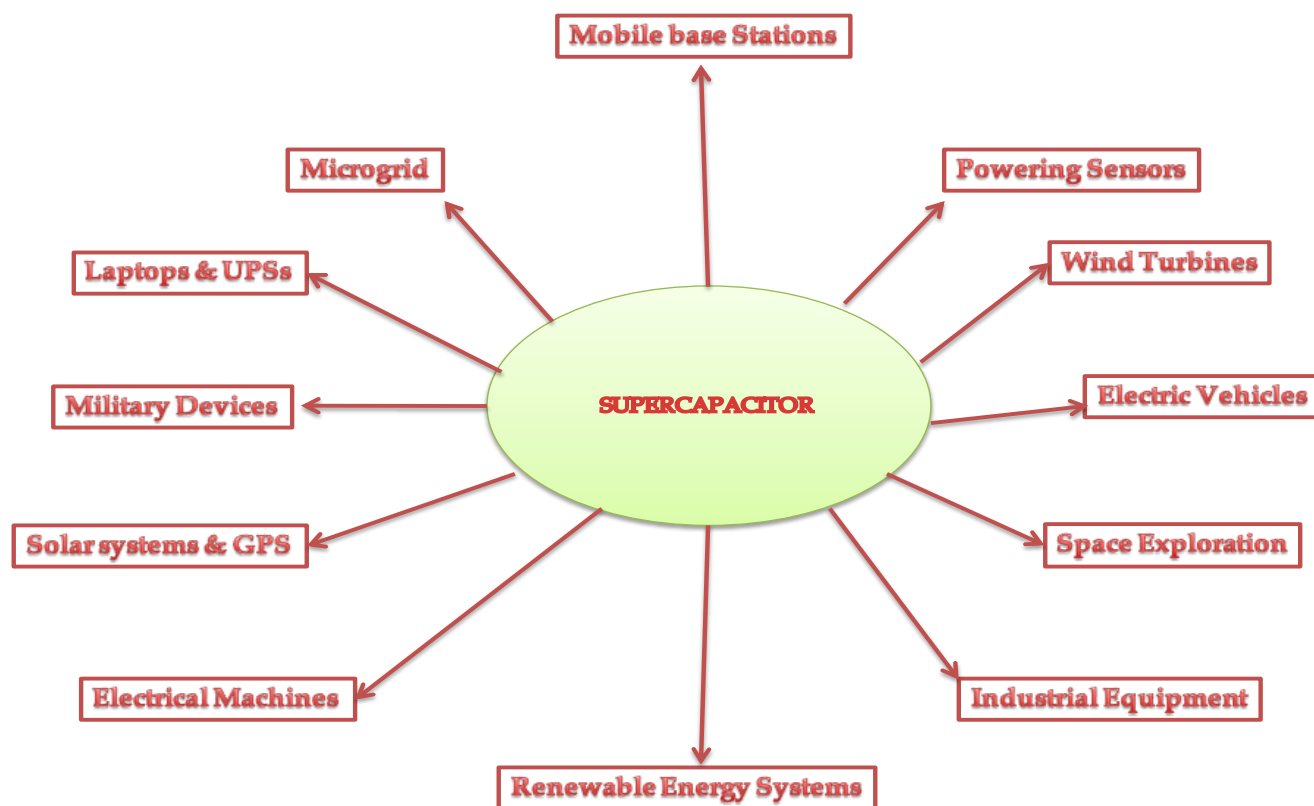 Mobile base Stations
Microgrid
Powering Sensors
Laptops & UPSs
Wind Turbines
Military Devices
SUPERCAPACITOR
Electric Vehicles
Solar systems & GPS
Space Exploration
Electrical Machines
Industrial Equipment
Renewable Energy Systems